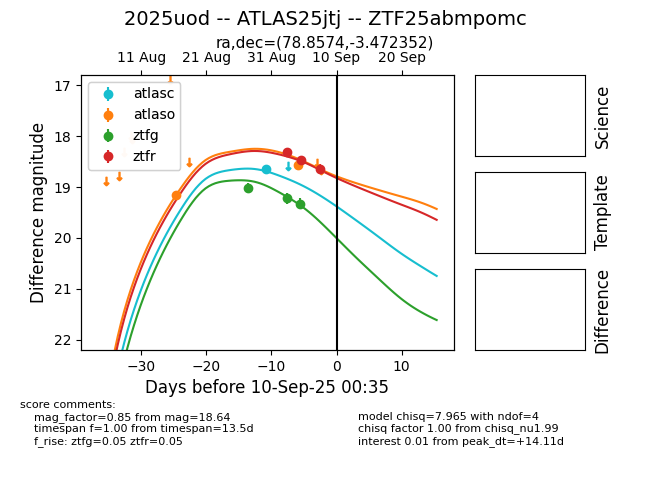 2025uod -- ATLAS25jtj -- ZTF25abmpomc
ra,dec=(78.8574,-3.472352)
11 Aug 21 Aug 31 Aug 10 Sep 20 Sep
atlasc
atlaso
ztfg
ztfr
17
18
19
20
21
22
Difference magnitude
−30 −20 −10 0 10
Days before 10-Sep-25 00:35
Science
Template
Difference
score comments:
mag_factor=0.85 from mag=18.64
timespan f=1.00 from timespan=13.5d
f_rise: ztfg=0.05 ztfr=0.05
model chisq=7.965 with ndof=4
chisq factor 1.00 from chisq_nu1.99
interest 0.01 from peak_dt=+14.11d